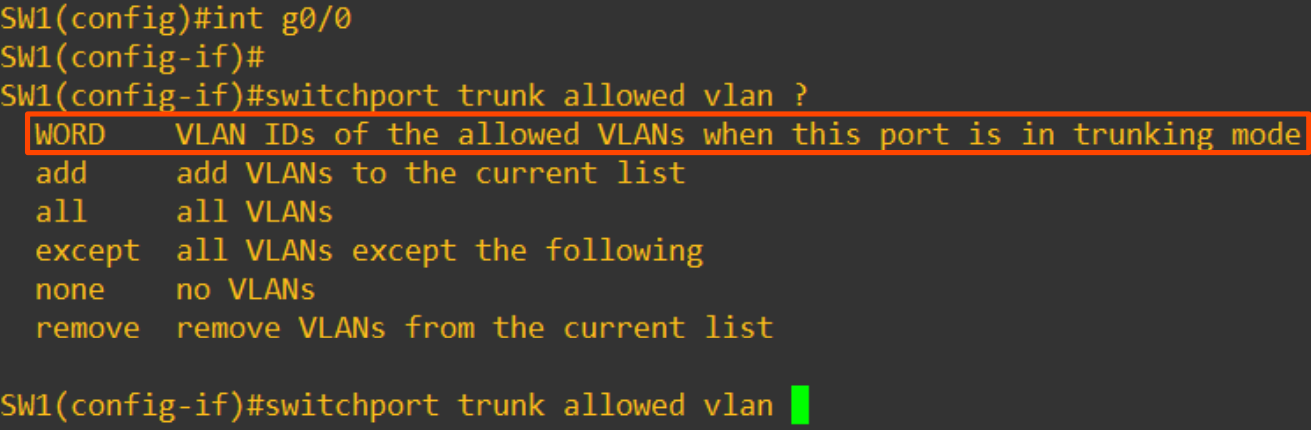 SW1(config)#int g0/0
SW1(config-if)#
SW1(config-if)#switchport trunk allowed vlan ?
  WORD    VLAN IDs of the allowed VLANs when this port is in trunking mode
  add     add VLANs to the current list
  all     all VLANs
  except  all VLANs except the following
  none    no VLANs
  remove  remove VLANs from the current list
SW1(config-if)#switchport trunk allowed vlan